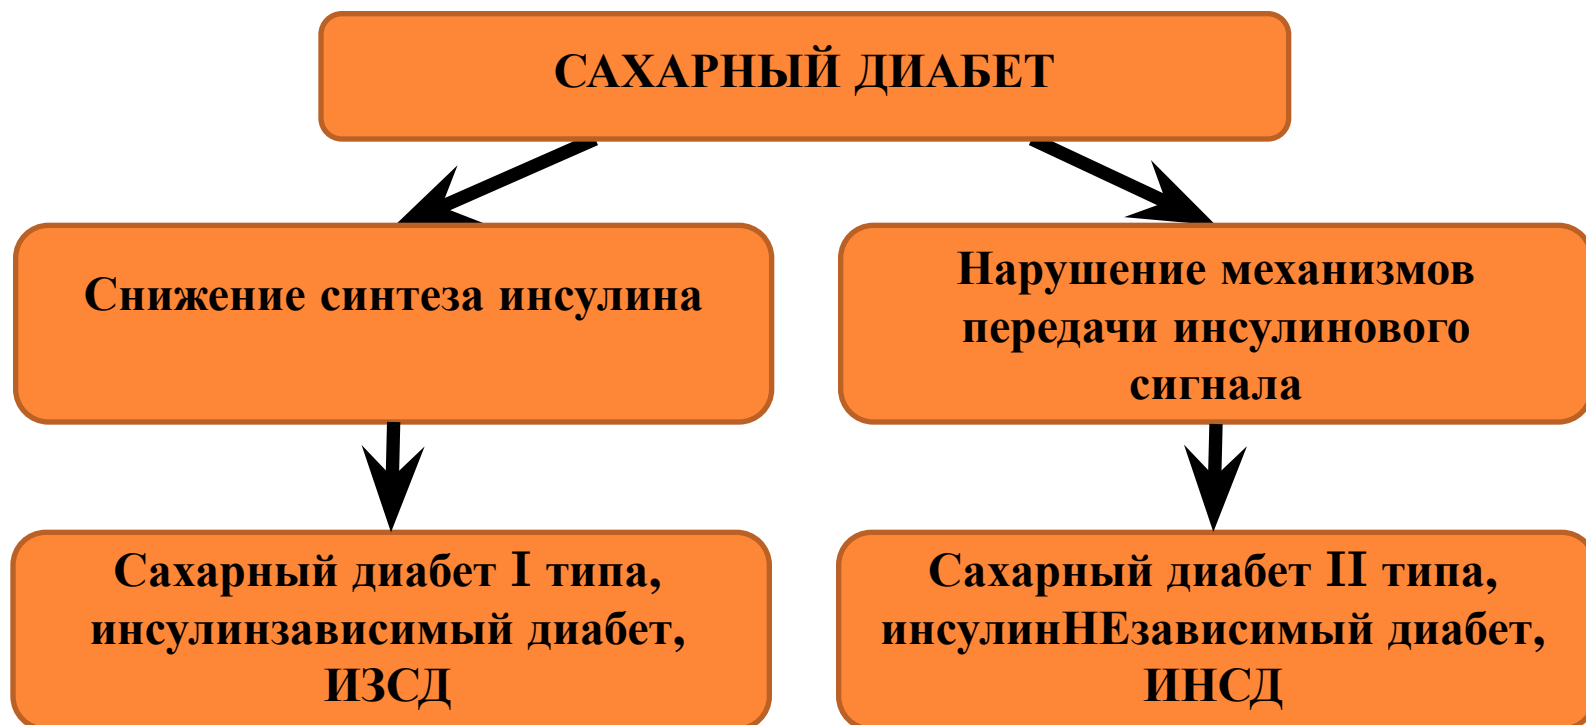 САХАРНЫЙ ДИАБЕТ
Снижение синтеза инсулина
Нарушение механизмов
передачи инсулинового
сигнала
Сахарный диабет I типа,
инсулинзависимый диабет,
ИЗСД
Сахарный диабет II типа,
инсулинНЕзависимый диабет,
ИНСД